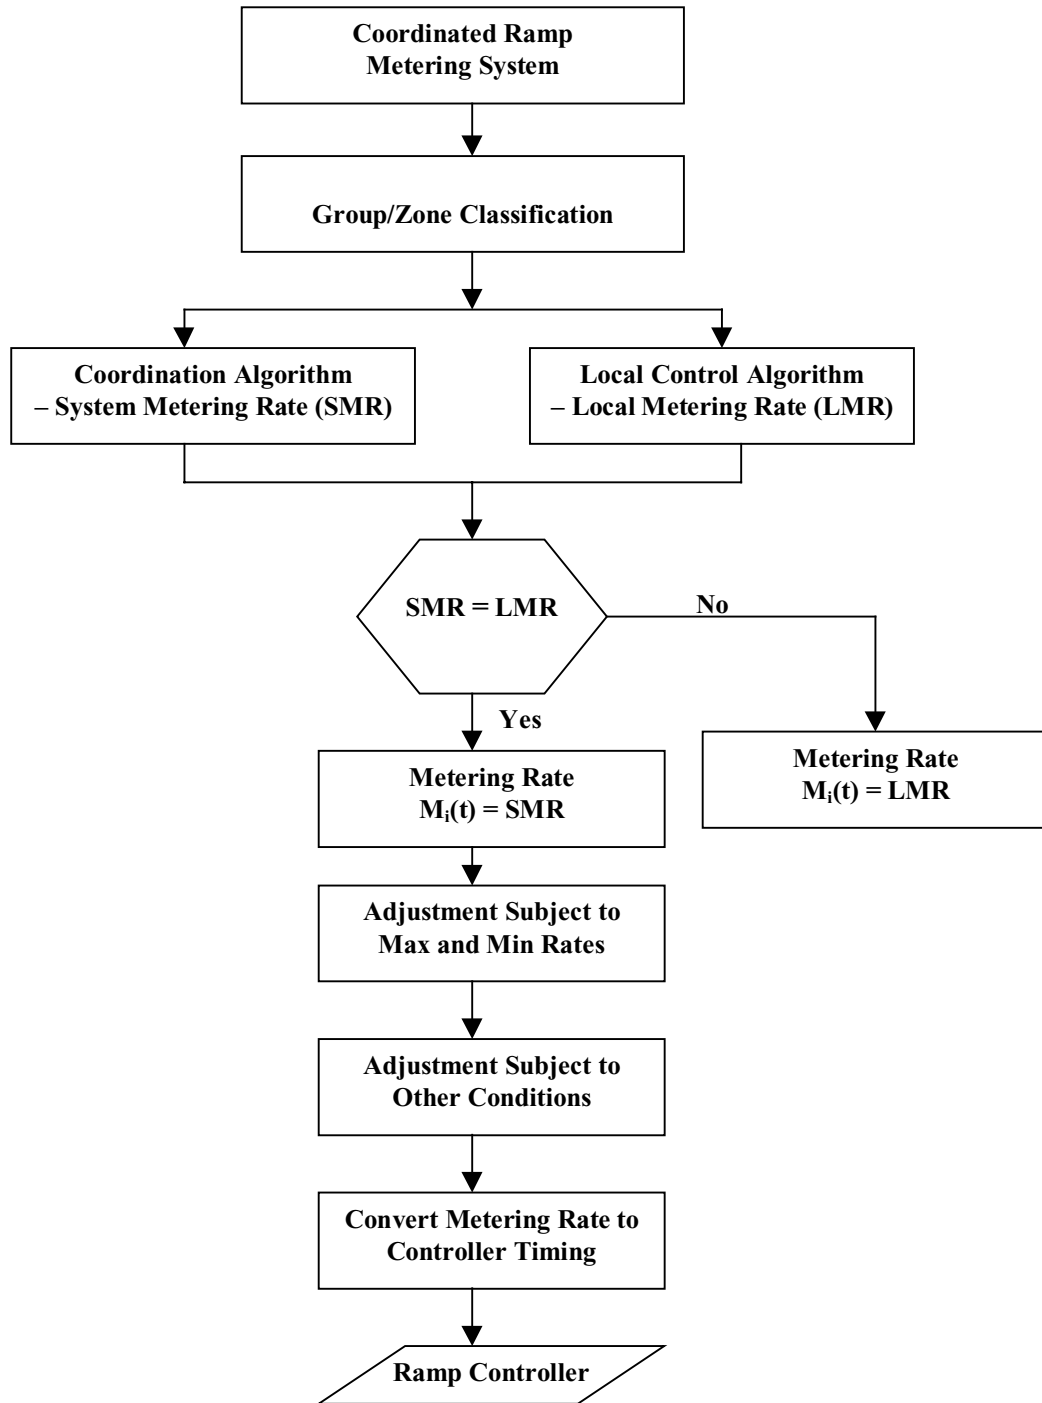 Coordinated Ramp
Metering System
Group/Zone Classification
Coordination Algorithm
– System Metering Rate (SMR)
Local Control Algorithm
– Local Metering Rate (LMR)
SMR = LMR
No
Yes
Metering Rate
Mᵢ(t) = SMR
Metering Rate
Mᵢ(t) = LMR
Adjustment Subject to
Max and Min Rates
Adjustment Subject to
Other Conditions
Convert Metering Rate to
Controller Timing
Ramp Controller